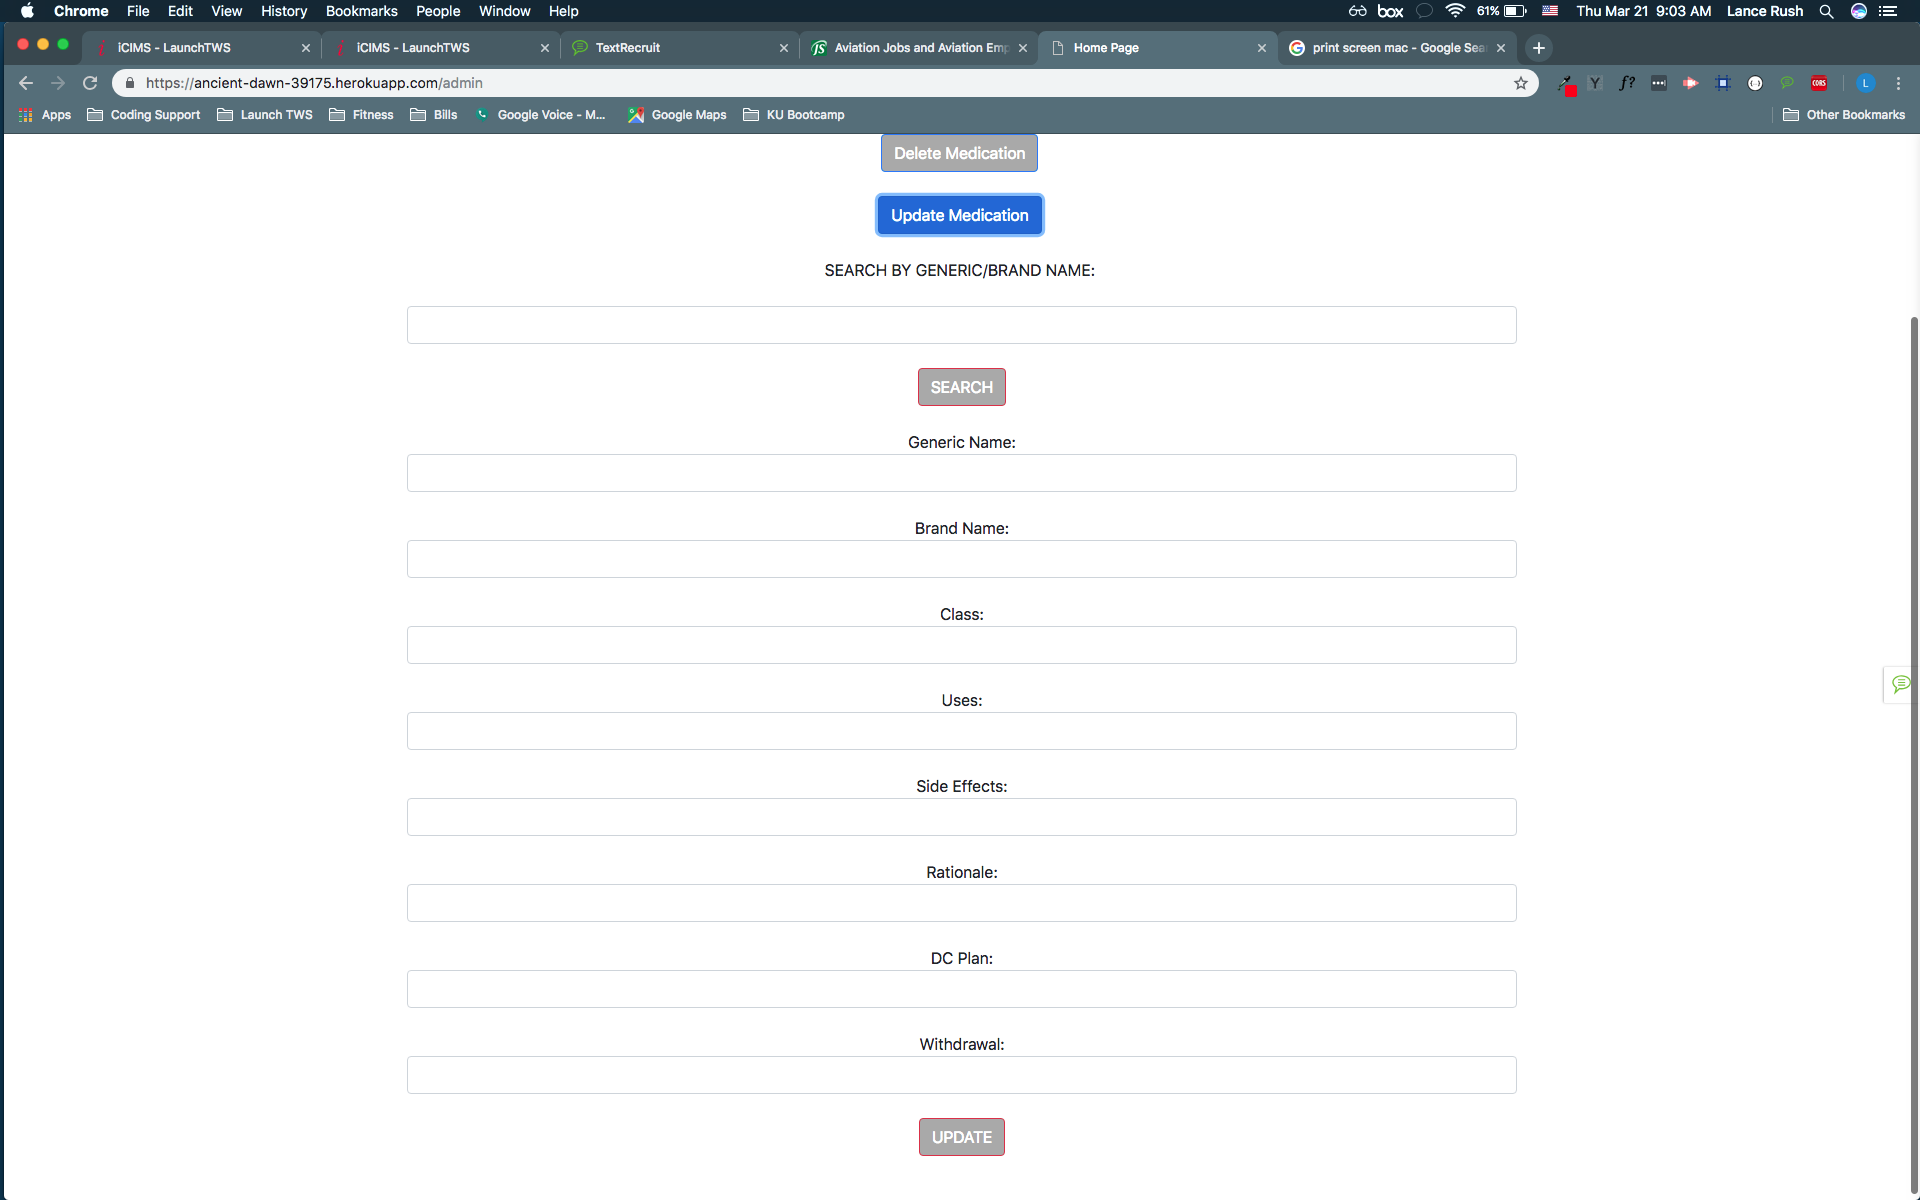 Chrome File Edit View History Bookmarks People Window Help box 61% Thu Mar 21 9:03 AM Lance Rush
iCIMS - LaunchTWS iCIMS - LaunchTWS TextRecruit Aviation Jobs and Aviation Emp Home Page print screen mac - Google Sea
https://ancient-dawn-39175.herokuapp.com/admin Y f? CORS L
Apps Coding Support Launch TWS Fitness Bills Google Voice - M... Google Maps KU Bootcamp Other Bookmarks
Delete Medication
Update Medication
SEARCH BY GENERIC/BRAND NAME:
SEARCH
Generic Name:
Brand Name:
Class:
Uses:
Side Effects:
Rationale:
DC Plan:
Withdrawal:
UPDATE